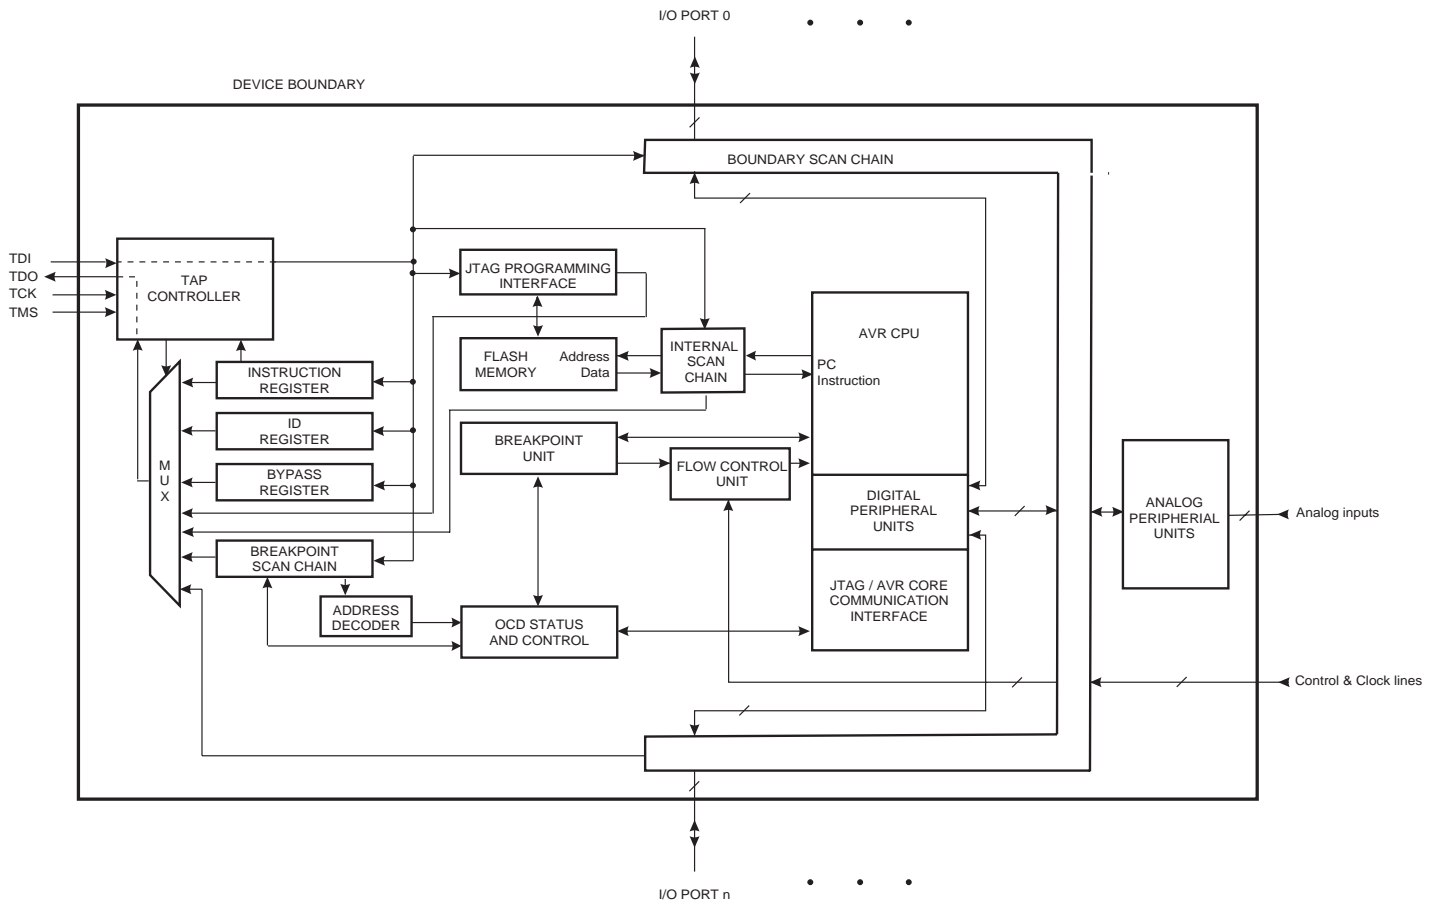 I/O PORT 0
DEVICE BOUNDARY
BOUNDARY SCAN CHAIN
TDI
TDO
TCK
TMS
TAP
CONTROLLER
JTAG PROGRAMMING
INTERFACE
AVR CPU
FLASH
MEMORY
Address
Data
INTERNAL
SCAN
CHAIN
PC
Instruction
INSTRUCTION
REGISTER
ID
REGISTER
M
U
X
BYPASS
REGISTER
BREAKPOINT
UNIT
FLOW CONTROL
UNIT
DIGITAL
PERIPHERAL
UNITS
ANALOG
PERIPHERIAL
UNITS
Analog inputs
BREAKPOINT
SCAN CHAIN
ADDRESS
DECODER
OCD STATUS
AND CONTROL
JTAG / AVR CORE
COMMUNICATION
INTERFACE
Control & Clock lines
I/O PORT n